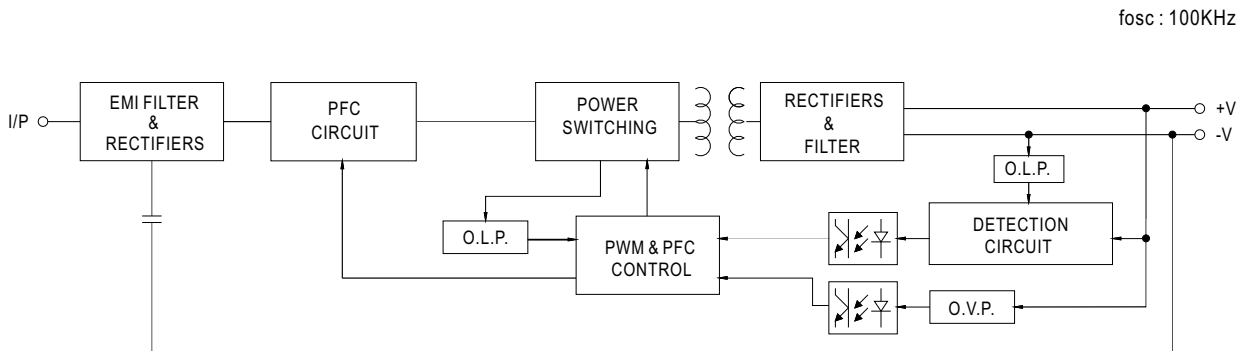 fosc : 100KHz
I/P
EMI FILTER
&
RECTIFIERS
PFC
CIRCUIT
POWER
SWITCHING
RECTIFIERS
&
FILTER
+V
-V
O.L.P.
O.L.P.
PWM & PFC
CONTROL
DETECTION
CIRCUIT
O.V.P.